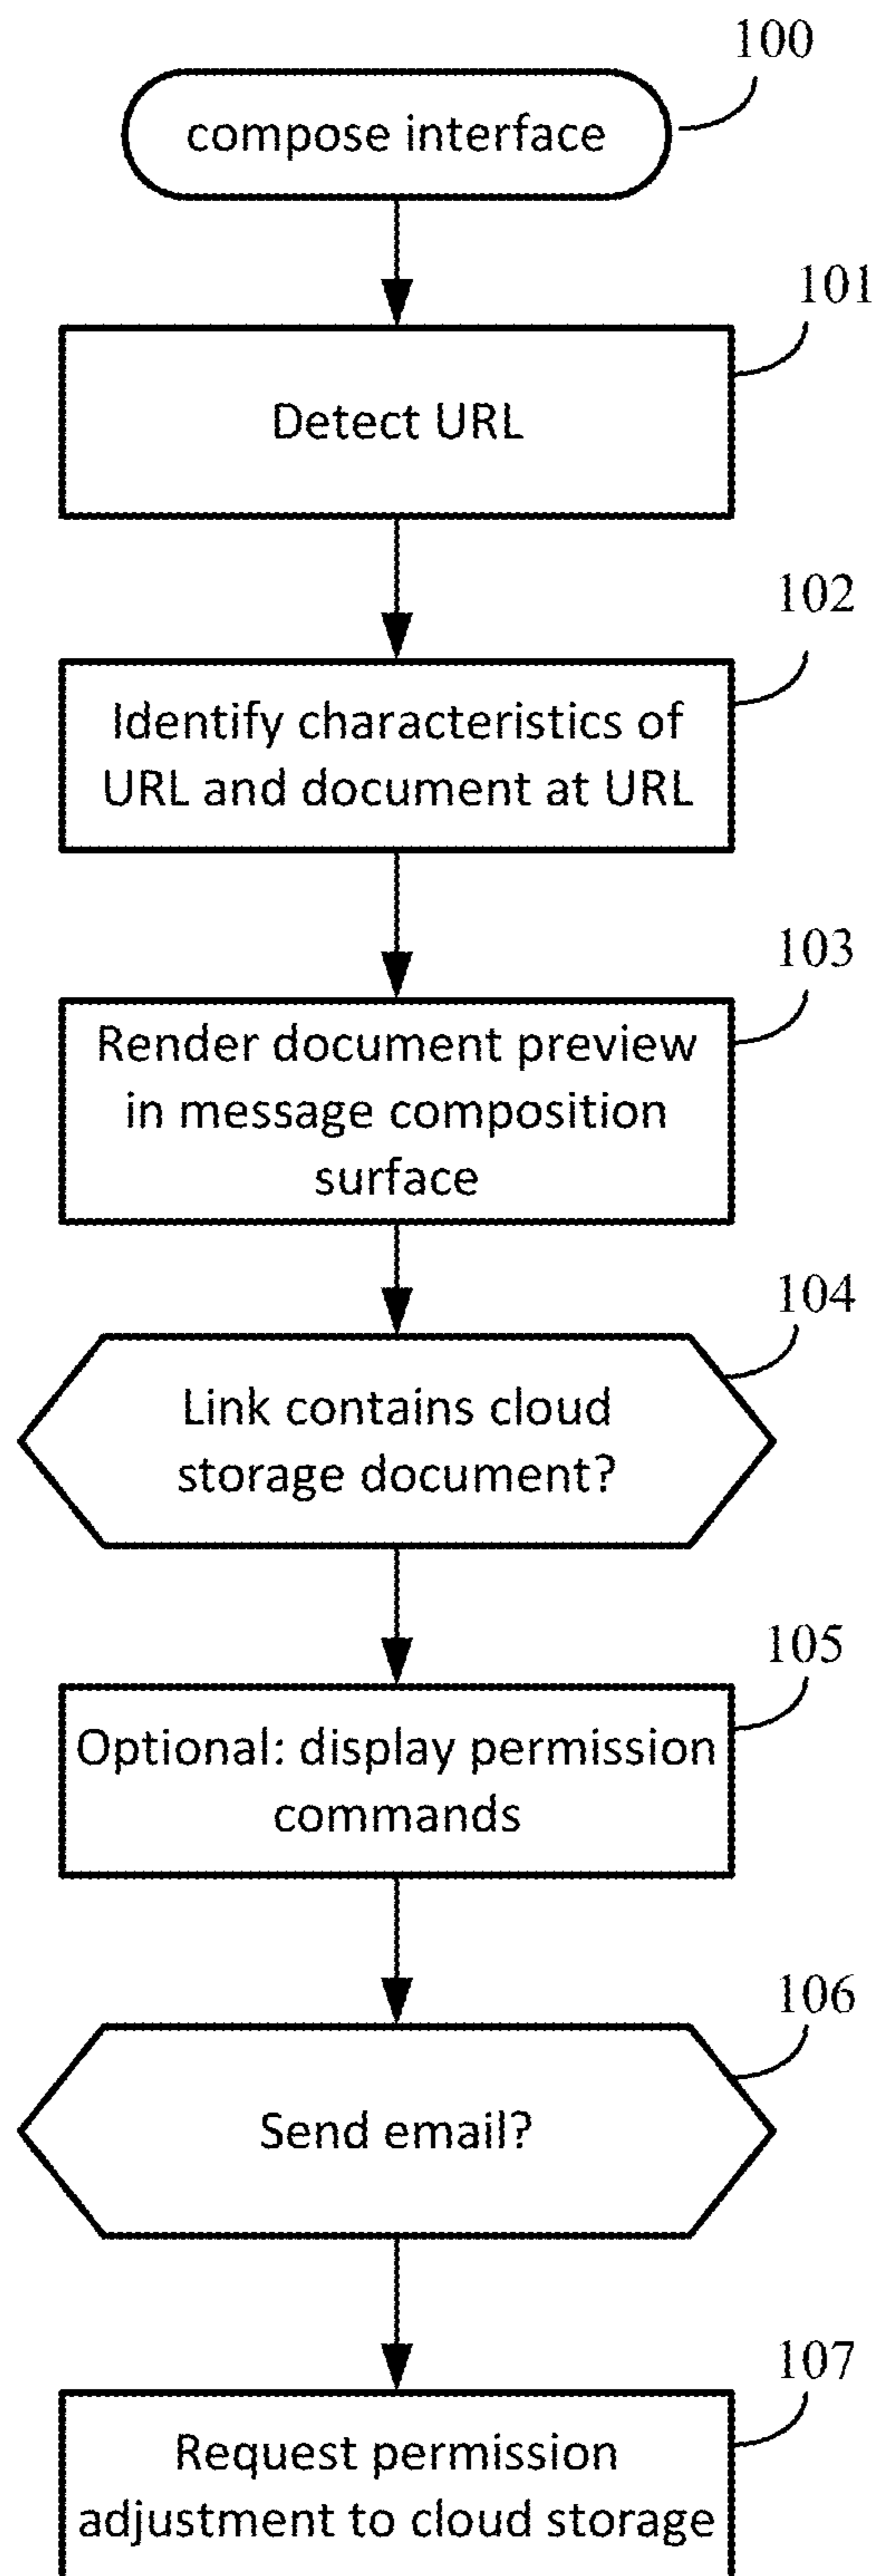 100
compose interface
101
Detect URL
102
Identify characteristics of
URL and document at URL
103
Render document preview
in message composition
surface
104
Link contains cloud
storage document?
105
Optional: display permission
commands
106
Send email?
107
Request permission
adjustment to cloud storage